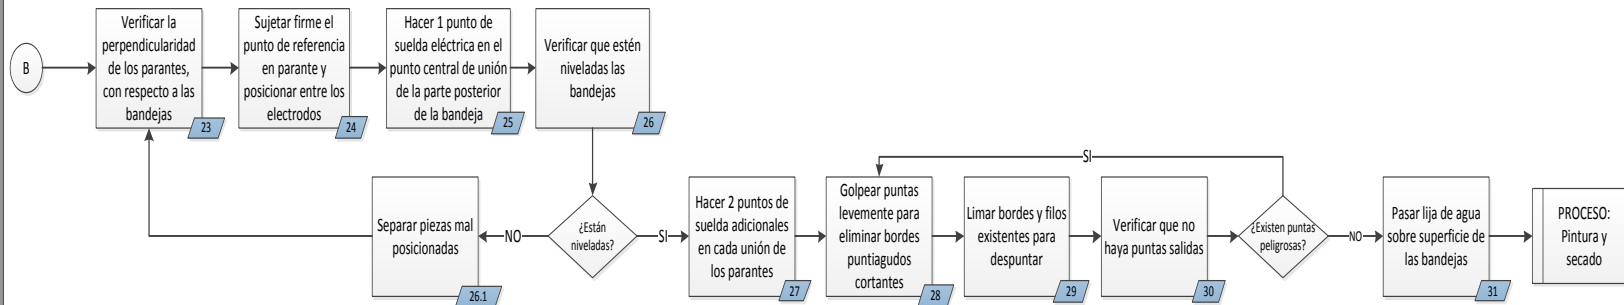 B
Verificar la
perpendicularidad
de los parantes,
con respecto a las
bandejas
23
Sujetar firme el
punto de referencia
en parante y
posicionar entre los
electrodos
24
Hacer 1 punto de
suelda eléctrica en el
punto central de unión
de la parte posterior
de la bandeja
25
Verificar que estén
niveladas las
bandejas
26
¿Están
niveladas?
NO
Separar piezas mal
posicionadas
26.1
SI
Hacer 2 puntos de
suelda adicionales
en cada unión de
los parantes
27
Golpear puntas
levemente para
eliminar bordes
puntiagudos
cortantes
28
Limar bordes y filos
existentes para
despuntar
29
Verificar que no
haya puntas salidas
30
¿Existen puntas
peligrosas?
SI
NO
Pasar lija de agua
sobre superficie de
las bandejas
31
PROCESO:
Pintura y
secado